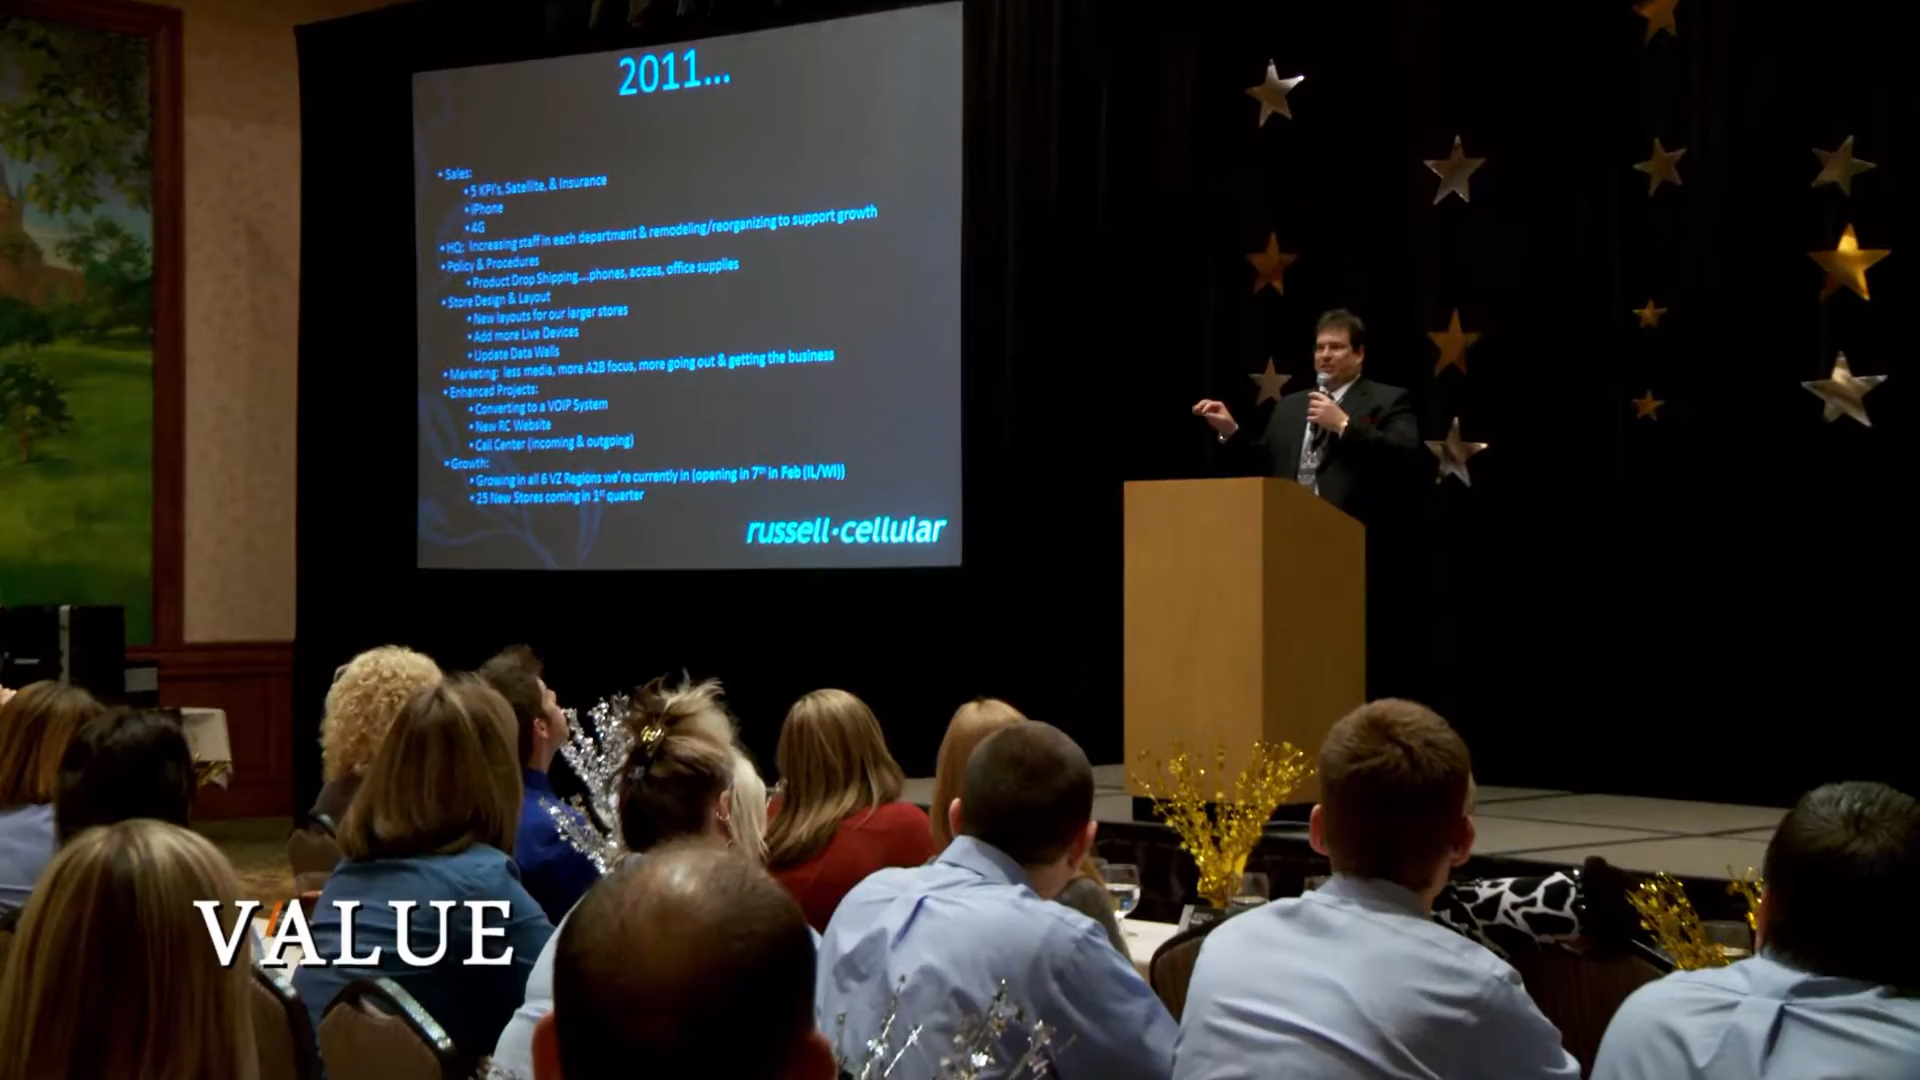 2011...
• Sales:
• 5 KPI's, Satellite, & Insurance
• iPhone
• 4G
• HQ: Increasing staff in each department & remodeling/reorganizing to support growth
• Policy & Procedures
• Product Drop Shipping....phones, access, office supplies
• Store Design & Layout
• New layouts for our larger stores
• Add more Live Devices
• Update Data Walls
• Marketing: less media, more A2B focus, more going out & getting the business
• Enhanced Projects:
• Converting to a VOIP System
• New RC Website
• Call Center (incoming & outgoing)
• Growth:
• Growing in all 6 VZ Regions we're currently in (opening in 7th in Feb (IL/WI))
• 25 New Stores coming in 1st quarter
russell·cellular
VALUE